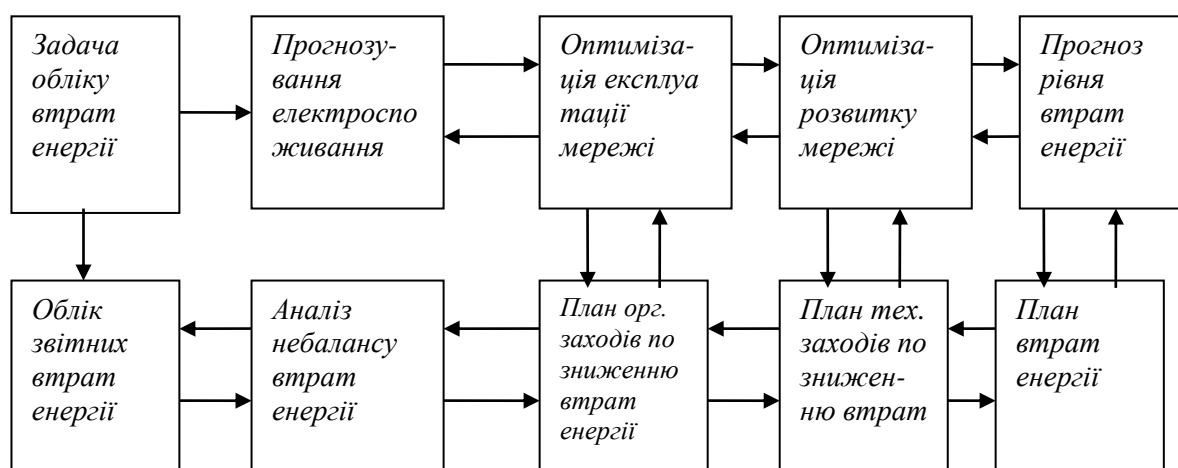 Задача
обліку
втрат
енергії
Прогнозу-
вання
електроспо
живання
Оптиміза-
ція експлуа
тації
мережі
Оптиміза-
ція
розвитку
мережі
Прогноз
рівня
втрат
енергії
Облік
звітних
втрат
енергії
Аналіз
небалансу
втрат
енергії
План орг.
заходів по
зниженню
втрат
енергії
План тех.
заходів по
знижен-
ню втрат
План
втрат
енергії